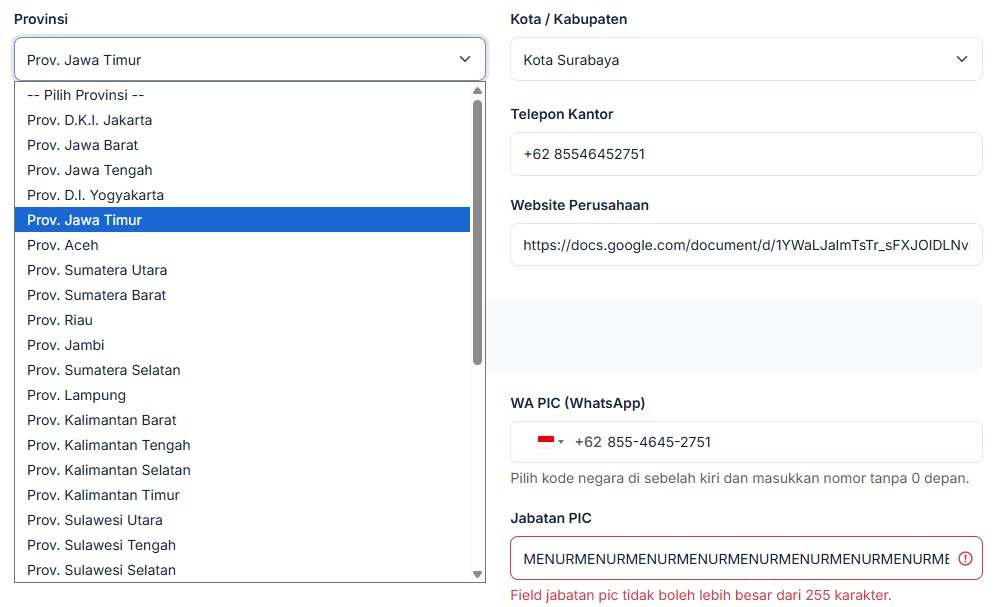 Provinsi
Prov. Jawa Timur
-- Pilih Provinsi --
Prov. D.K.I. Jakarta
Prov. Jawa Barat
Prov. Jawa Tengah
Prov. D.I. Yogyakarta
Prov. Jawa Timur
Prov. Aceh
Prov. Sumatera Utara
Prov. Sumatera Barat
Prov. Riau
Prov. Jambi
Prov. Sumatera Selatan
Prov. Lampung
Prov. Kalimantan Barat
Prov. Kalimantan Tengah
Prov. Kalimantan Selatan
Prov. Kalimantan Timur
Prov. Sulawesi Utara
Prov. Sulawesi Tengah
Prov. Sulawesi Selatan
Kota / Kabupaten
Kota Surabaya
Telepon Kantor
+62 85546452751
Website Perusahaan
https://docs.google.com/document/d/1YWaLJaImTsTr_sFXJOIDLNv
WA PIC (WhatsApp)
+62 855-4645-2751
Pilih kode negara di sebelah kiri dan masukkan nomor tanpa 0 depan.
Jabatan PIC
MENURMENURMENURMENURMENURMENURMENURMENURME
Field jabatan pic tidak boleh lebih besar dari 255 karakter.